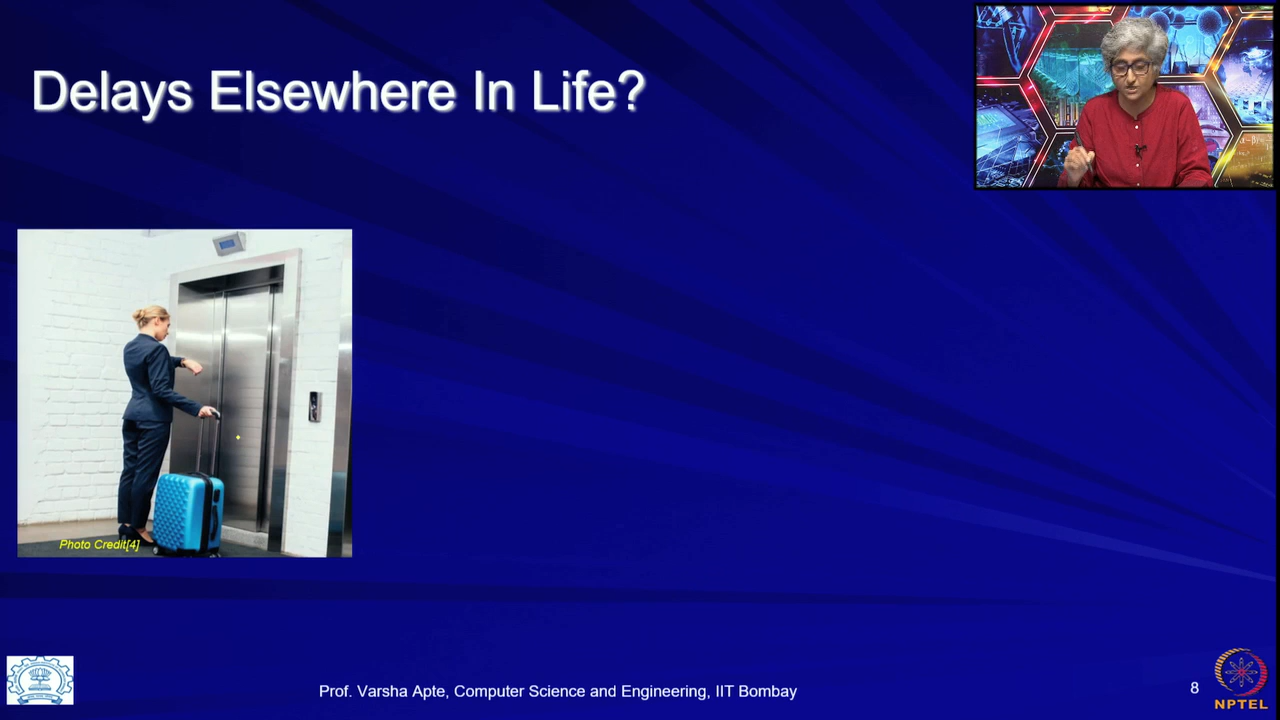 Delays Elsewhere In Life?
Photo Credit[4]
Prof. Varsha Apte, Computer Science and Engineering, IIT Bombay
8
NPTEL